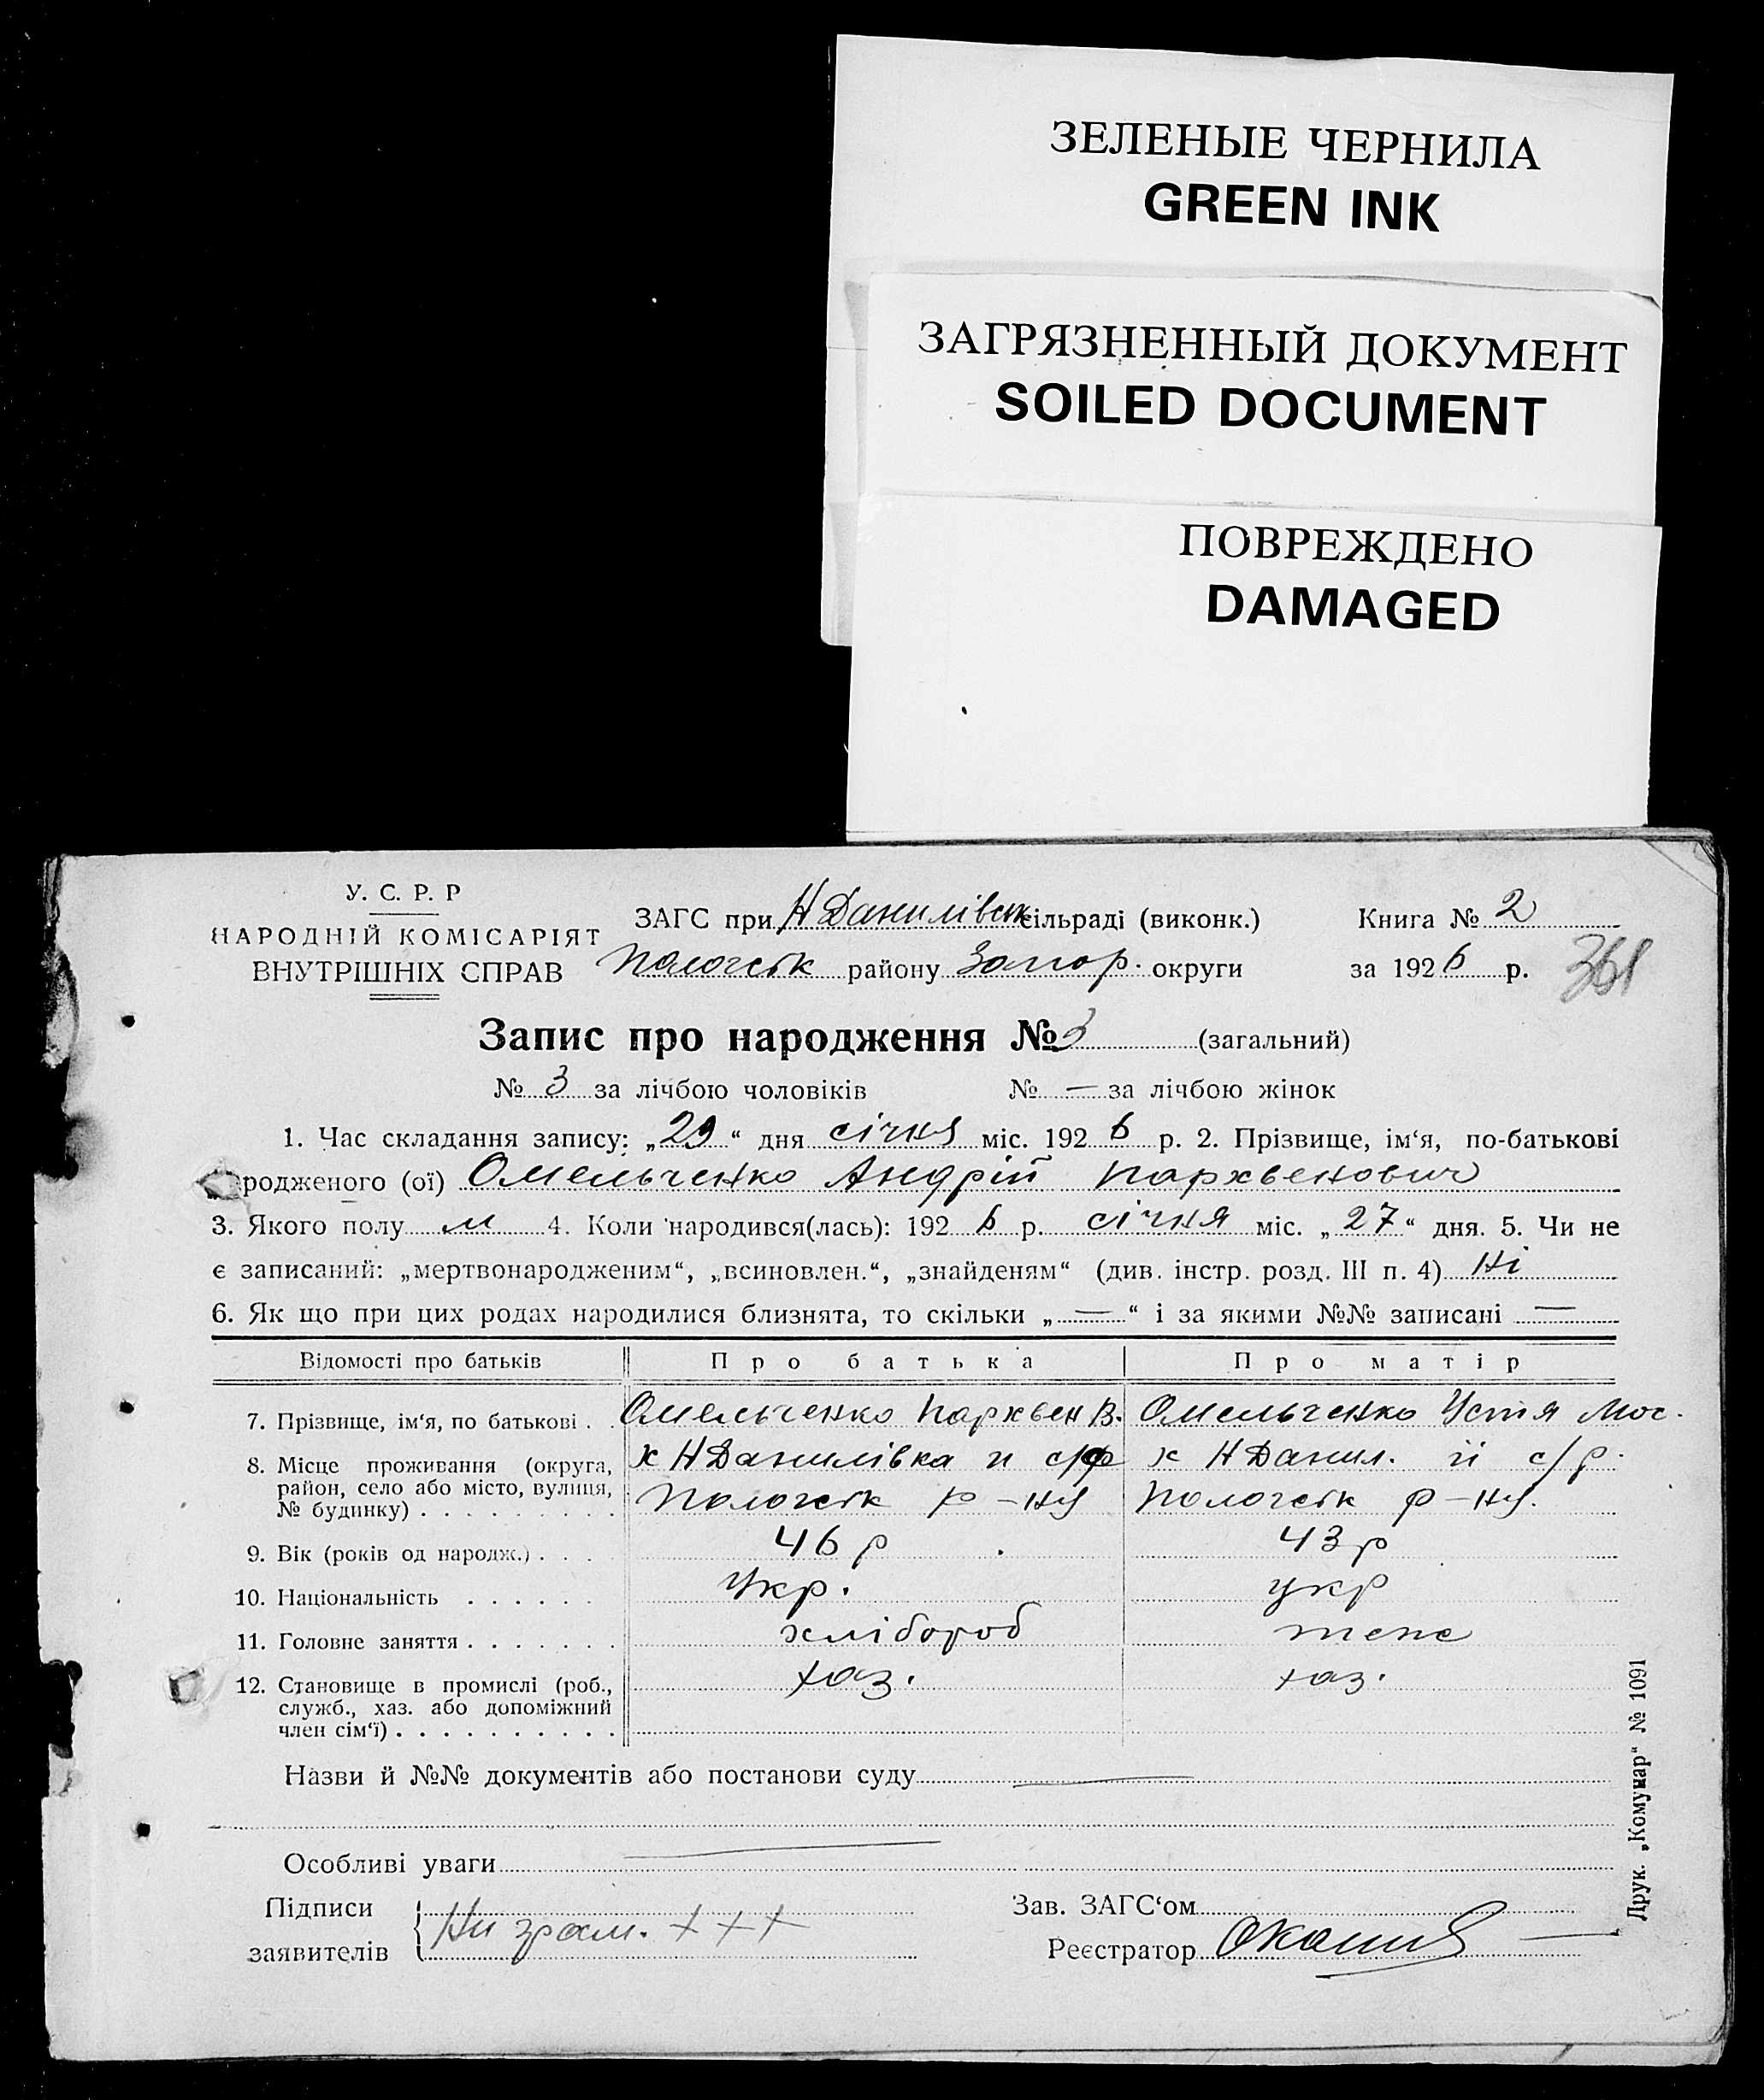 ЗЕЛЕНЫЕ ЧЕРНИЛА
GREEN INK
ЗАГРЯЗНЕННЫЙ ДОКУМЕНТ
SOILED DOCUMENT
ПОВРЕЖДЕНО
DAMAGED
У. С. Р. Р
НАРОДНІЙ КОМІСАРІЯТ
ВНУТРІШНІХ СПРАВ
ЗАГС при Н Данилівск сільраді (виконк.) Книга № 2
Пологськ району Запор. округи за 1926 р.
361
Запис про народження № 3 (загальний)
№ 3 за лічбою чоловіків № — за лічбою жінок
1. Час складання запису: „29“ дня січня міс. 1926 р. 2. Прізвище, ім‘я, по-батькові
родженого (ої) Омельченко Андрій Пархвенович
3. Якого полу м 4. Коли народився(лась): 1926 р. січня міс. „27“ дня. 5. Чи не
є записаний: „мертвонародженим“, „всиновлен.“, „знайденям“ (див. інстр. розд. III п. 4) Ні
6. Як що при цих родах народилися близнята, то скільки „—“ і за якими №№ записані —
Відомості про батьків Про батька Про матір
7. Прізвище, ім‘я, по батькові . Омельченко Пархвен В. Омельченко Устя Мос.
8. Місце проживання (округа, район, село або місто, вулиця, № будинку) . . . . . . . . .
х Н Данилівка с/р х Н Данил. с/р.
Пологськ р-ну Пологськ р-ну.
9. Вік (років од народж.) . . . 46 р 43 р
10. Національність . . . . . . Укр. укр
11. Головне заняття . . . . . . . хлібороб теке
12. Становище в промислі (роб., служб., хаз. або допоміжний член сім‘ї) . . . . . . . . . . хаз. хаз.
Назви й №№ документів або постанови суду —
Особливі уваги —
Підписи заявителів Ни грам. + + +
Зав. ЗАГС‘ом
Реєстратор
Друк. „Комунар“ № 1091